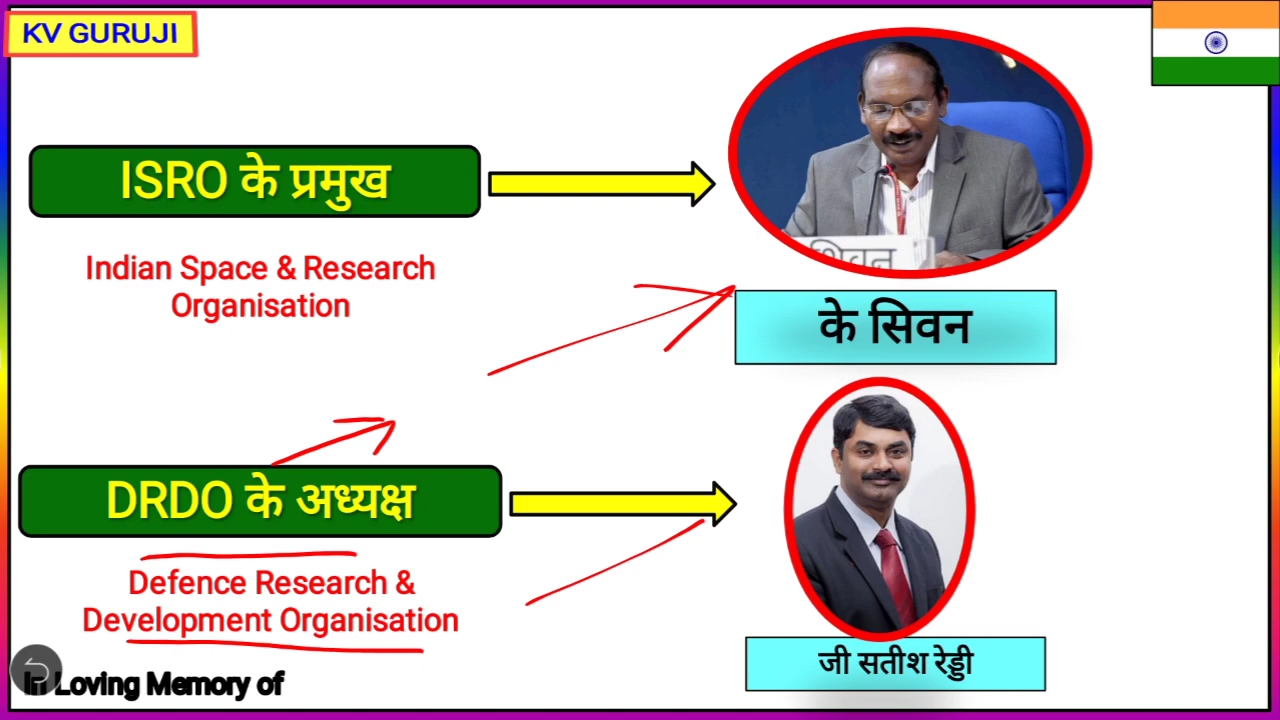 KV GURUJI
ISRO के प्रमुख
Indian Space & Research
Organisation
शिवन
के सिवन
DRDO के अध्यक्ष
Defence Research &
Development Organisation
जी सतीश रेड्डी
In Loving Memory of